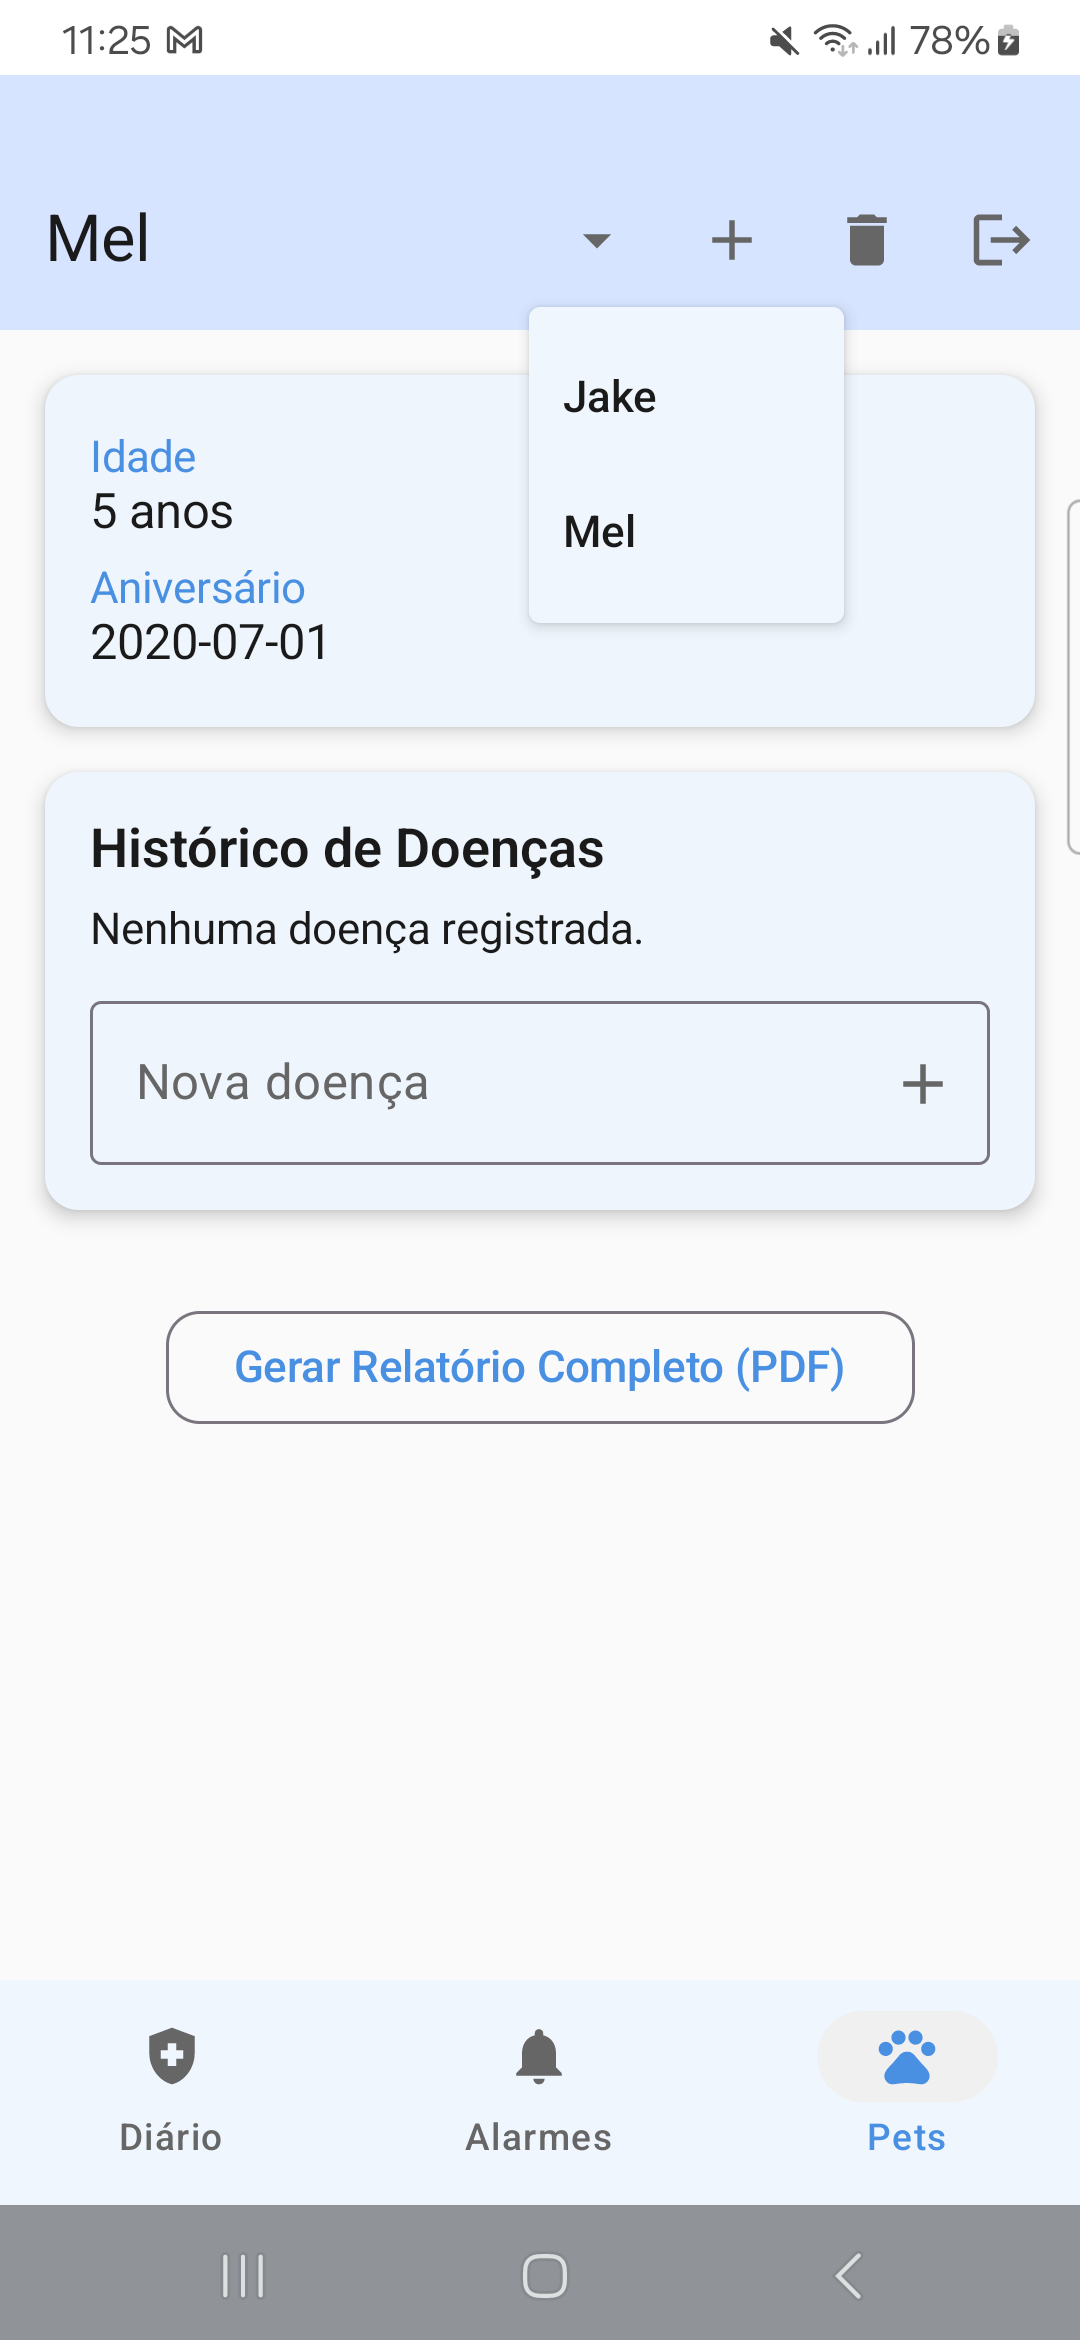 11:25
78%
Mel
Jake
Mel
Idade
5 anos
Aniversário
2020-07-01
Histórico de Doenças
Nenhuma doença registrada.
Nova doença
Gerar Relatório Completo (PDF)
Diário
Alarmes
Pets